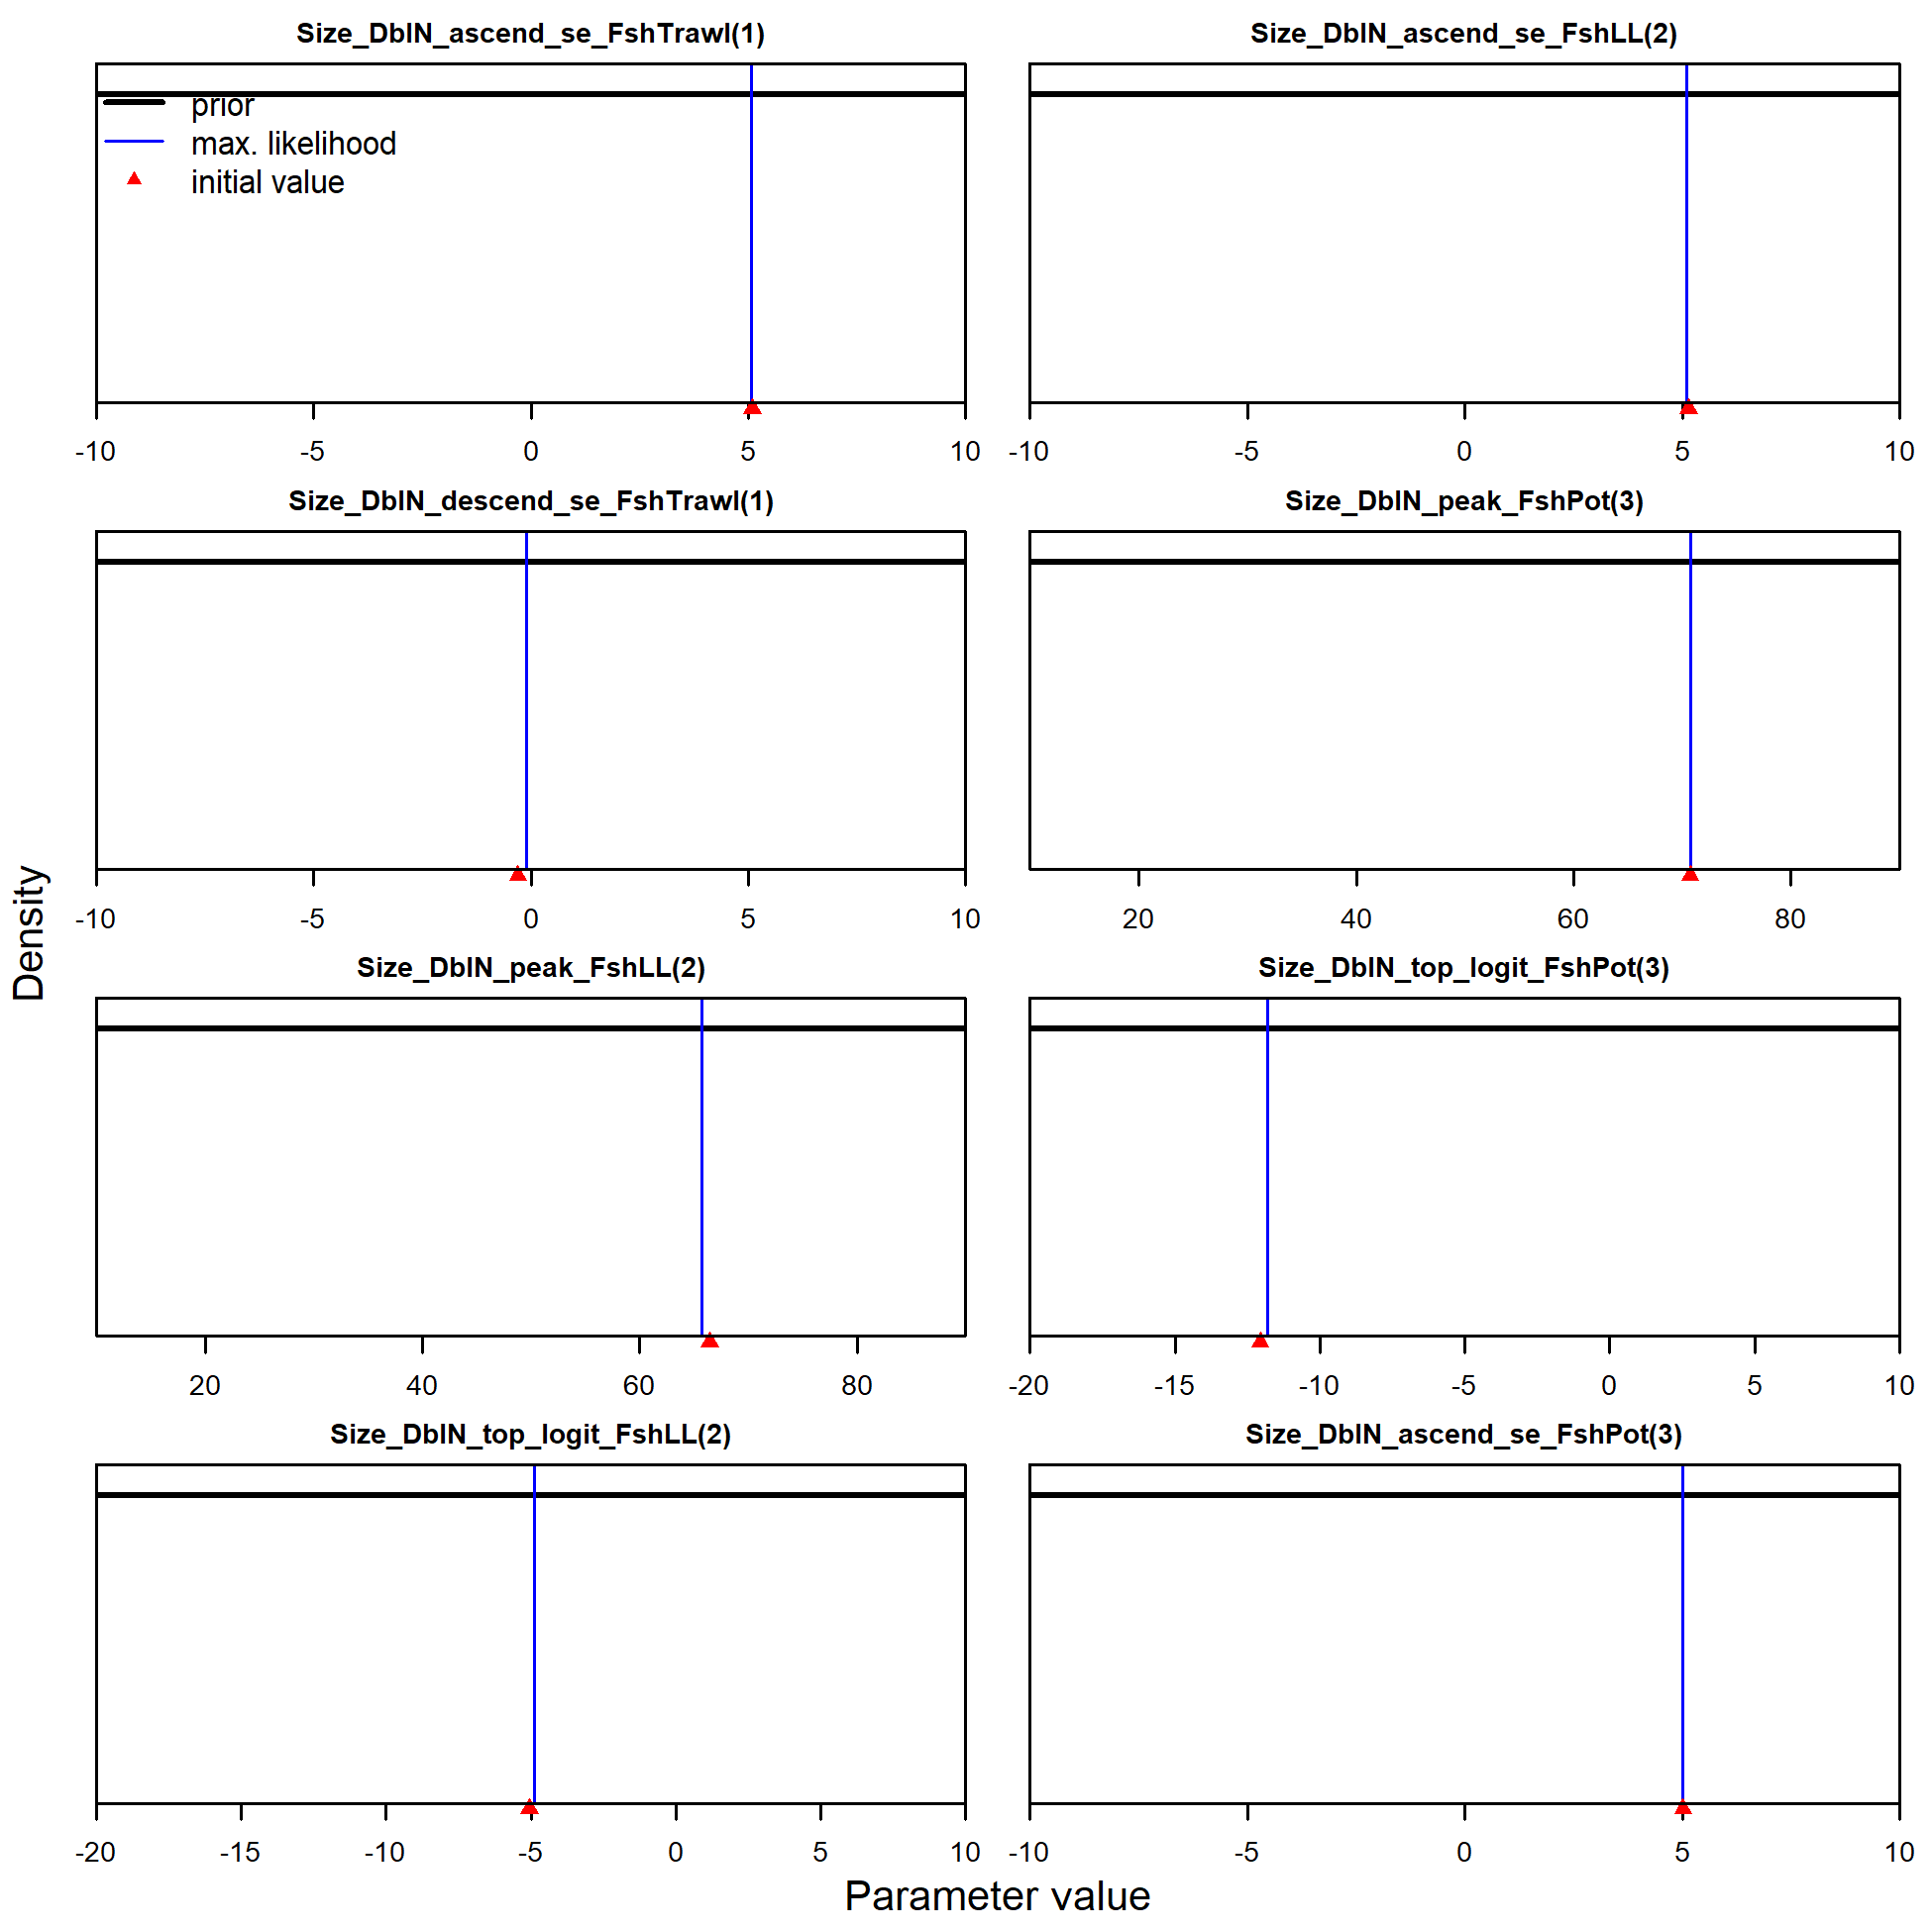 Size_DblN_ascend_se_FshTrawl(1)
prior
max. likelihood
initial value
-10 -5 0 5 10
Size_DblN_ascend_se_FshLL(2)
-10 -5 0 5 10
Size_DblN_descend_se_FshTrawl(1)
-10 -5 0 5 10
Size_DblN_peak_FshPot(3)
20 40 60 80
Size_DblN_peak_FshLL(2)
20 40 60 80
Size_DblN_top_logit_FshPot(3)
-20 -15 -10 -5 0 5 10
Size_DblN_top_logit_FshLL(2)
-20 -15 -10 -5 0 5 10
Size_DblN_ascend_se_FshPot(3)
-10 -5 0 5 10
Density
Parameter value